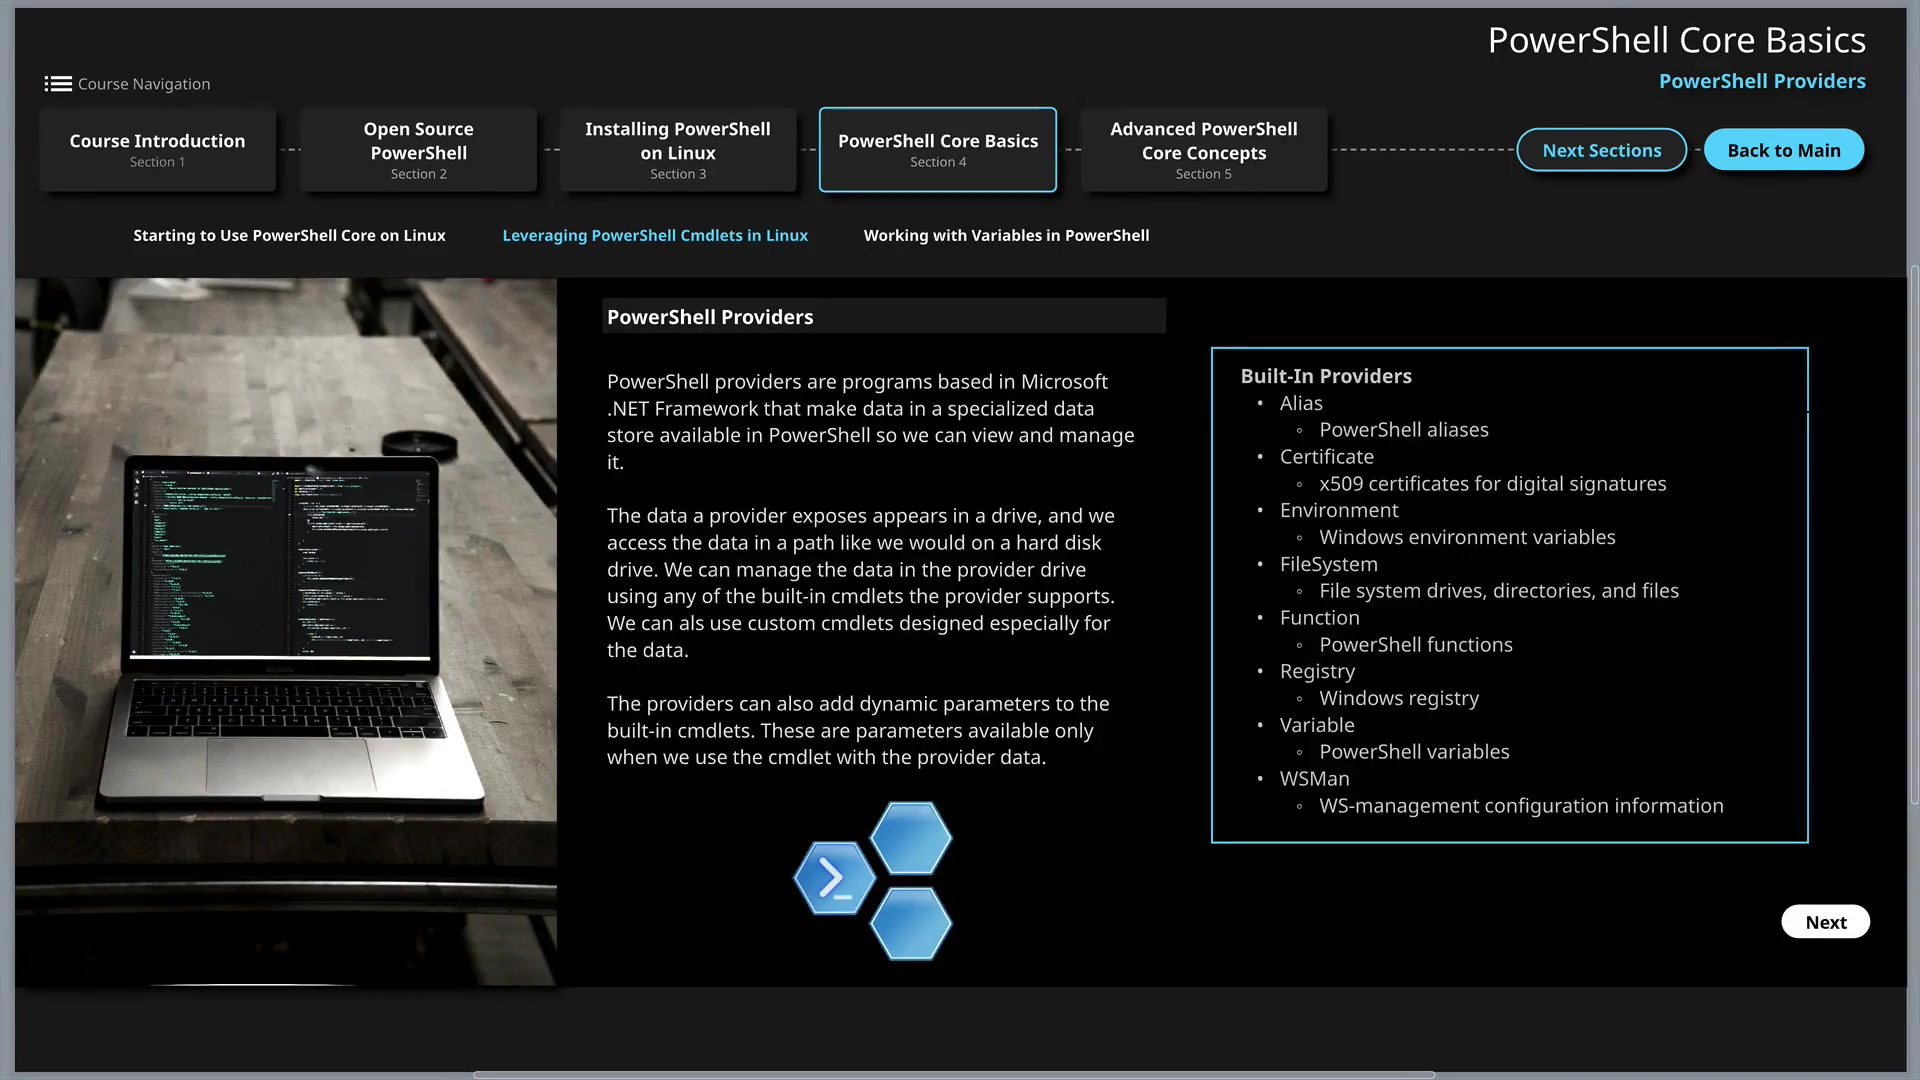 PowerShell Core Basics
PowerShell Providers
Course Navigation
Course Introduction
Section 1
Open Source
PowerShell
Section 2
Installing PowerShell
on Linux
Section 3
PowerShell Core Basics
Section 4
Advanced PowerShell
Core Concepts
Section 5
Next Sections
Back to Main
Starting to Use PowerShell Core on Linux
Leveraging PowerShell Cmdlets in Linux
Working with Variables in PowerShell
PowerShell Providers
PowerShell providers are programs based in Microsoft
.NET Framework that make data in a specialized data
store available in PowerShell so we can view and manage
it.
The data a provider exposes appears in a drive, and we
access the data in a path like we would on a hard disk
drive. We can manage the data in the provider drive
using any of the built-in cmdlets the provider supports.
We can als use custom cmdlets designed especially for
the data.
The providers can also add dynamic parameters to the
built-in cmdlets. These are parameters available only
when we use the cmdlet with the provider data.
Built-In Providers
• Alias
◦ PowerShell aliases
• Certificate
◦ x509 certificates for digital signatures
• Environment
◦ Windows environment variables
• FileSystem
◦ File system drives, directories, and files
• Function
◦ PowerShell functions
• Registry
◦ Windows registry
• Variable
◦ PowerShell variables
• WSMan
◦ WS-management configuration information
Next